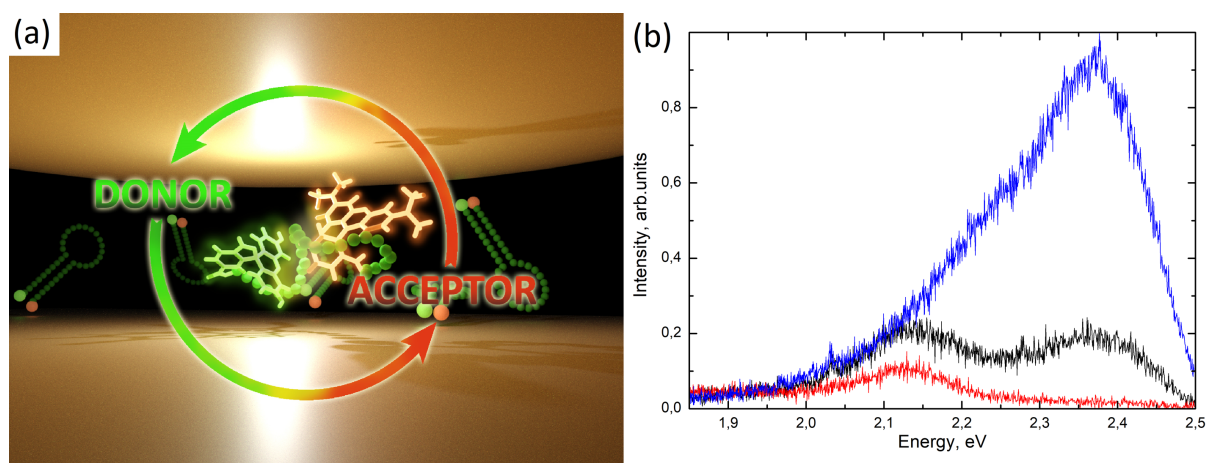 (a)
DONOR
ACCEPTOR
(b)
Intensity, arb.units
0,8
0,6
0,4
0,2
0,0
1,9 2,0 2,1 2,2 2,3 2,4 2,5
Energy, eV